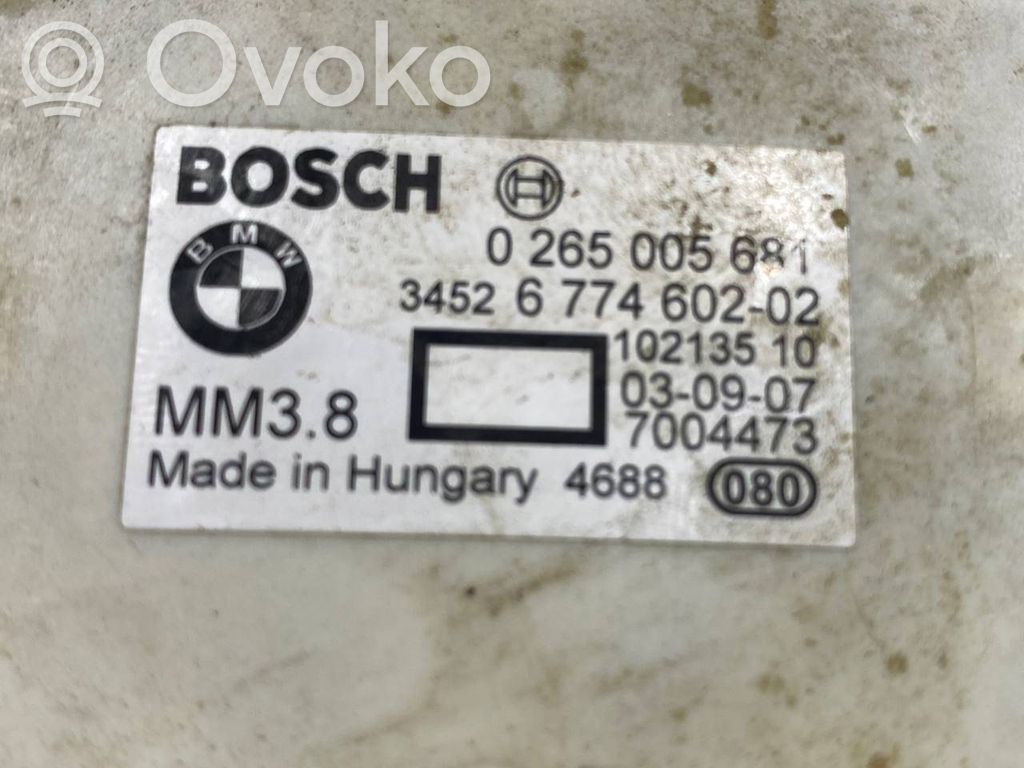 Ovoko
BOSCH
BMW
0 265 005 681
3452 6 774 602-02
102135 10
03-09-07
7004473
MM3.8
Made in Hungary 4688 080